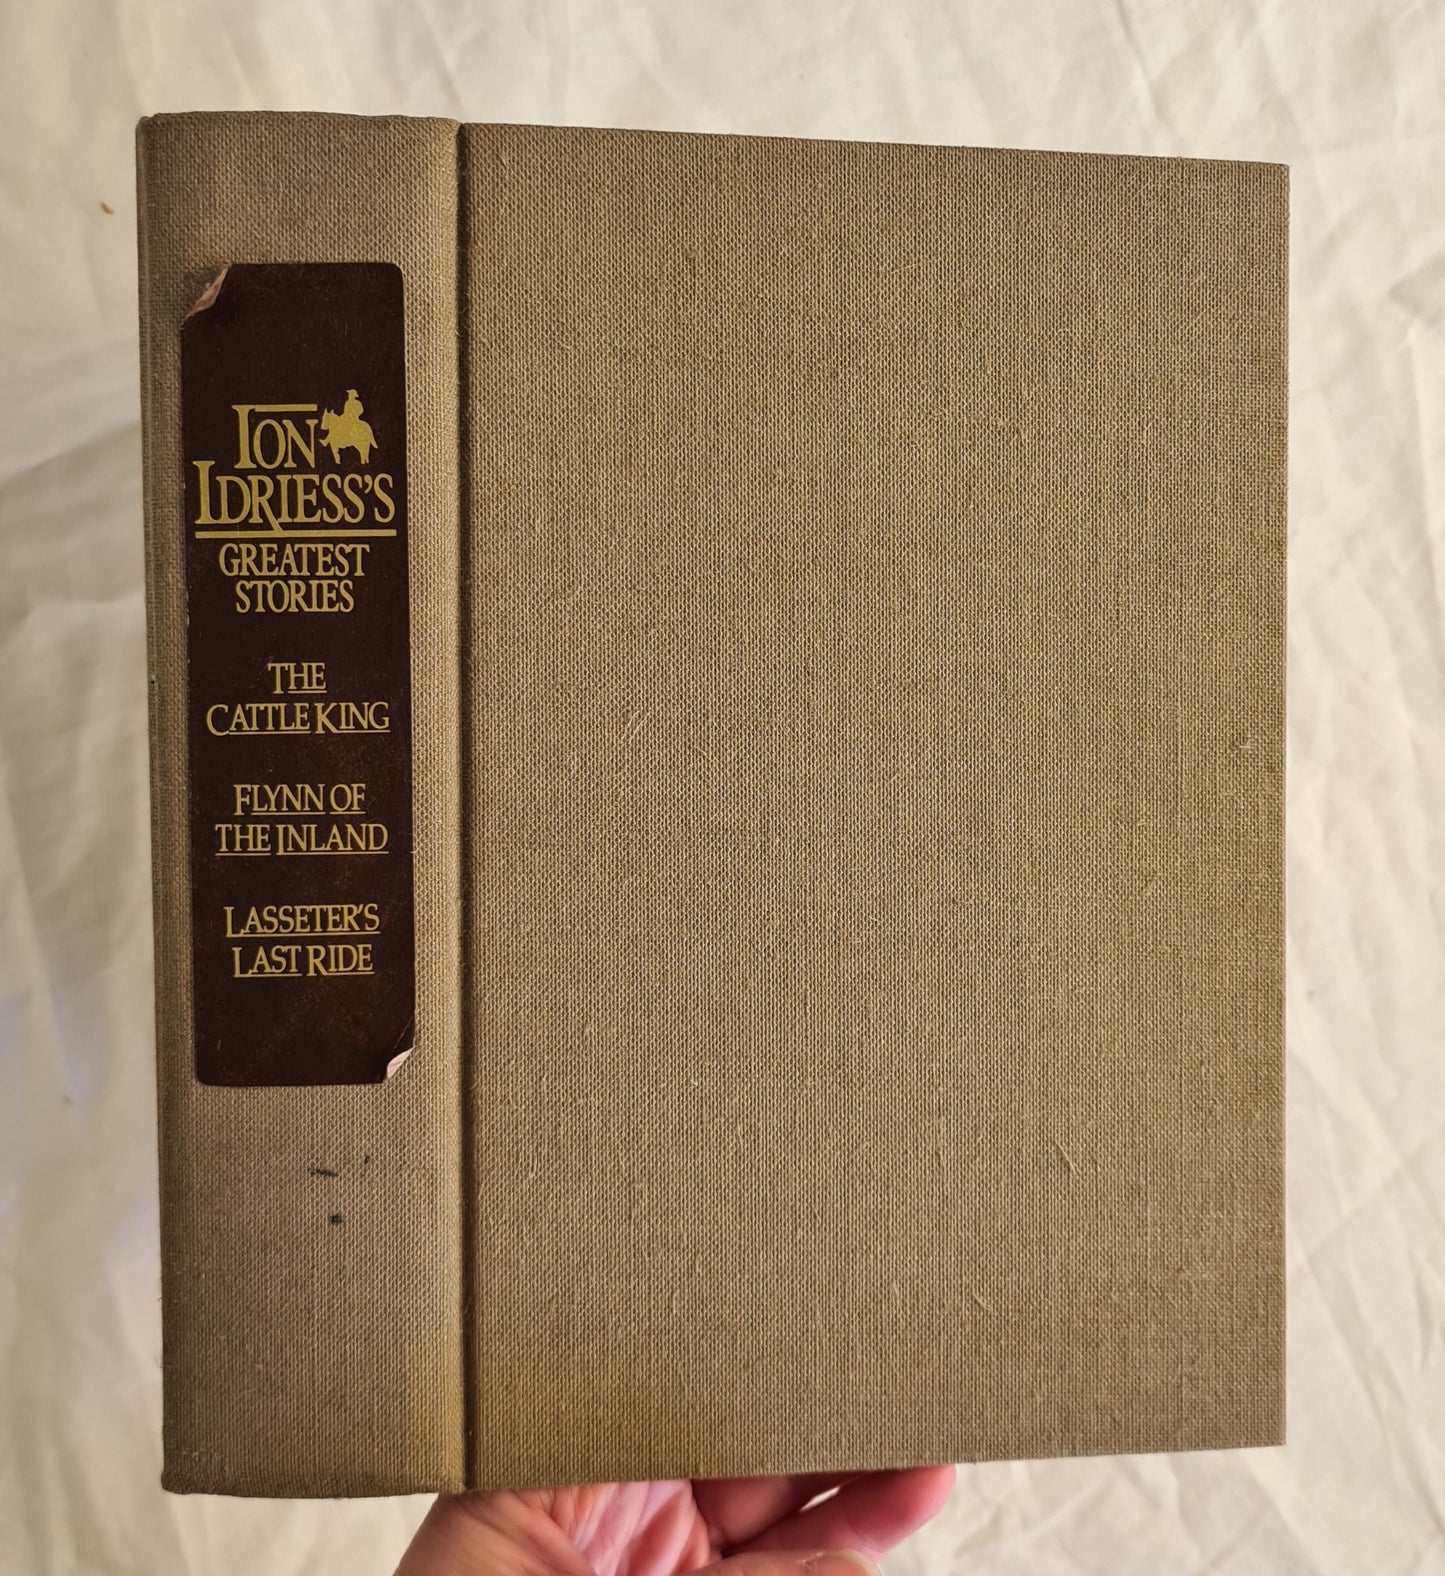 ION
IDRIESS'S
GREATEST
STORIES
THE
CATTLE KING
FLYNN OF
THE INLAND
LASSETER'S
LAST RIDE